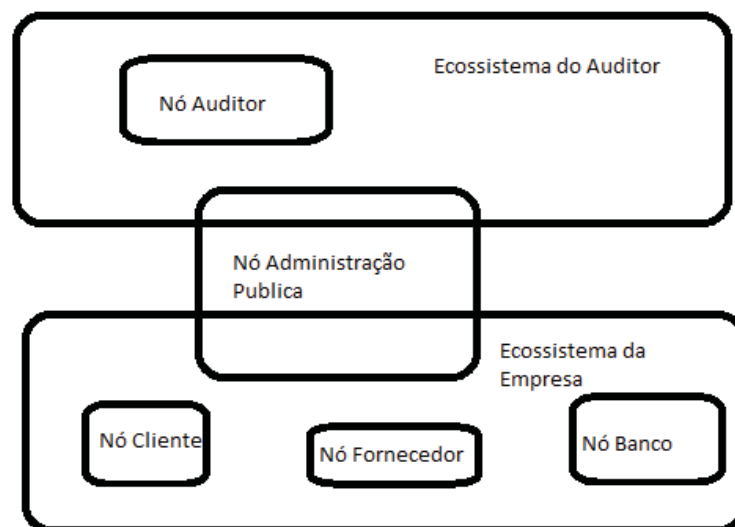 Ecossistema do Auditor
Nó Auditor
Nó Administração
Publica
Ecossistema da
Empresa
Nó Cliente
Nó Fornecedor
Nó Banco